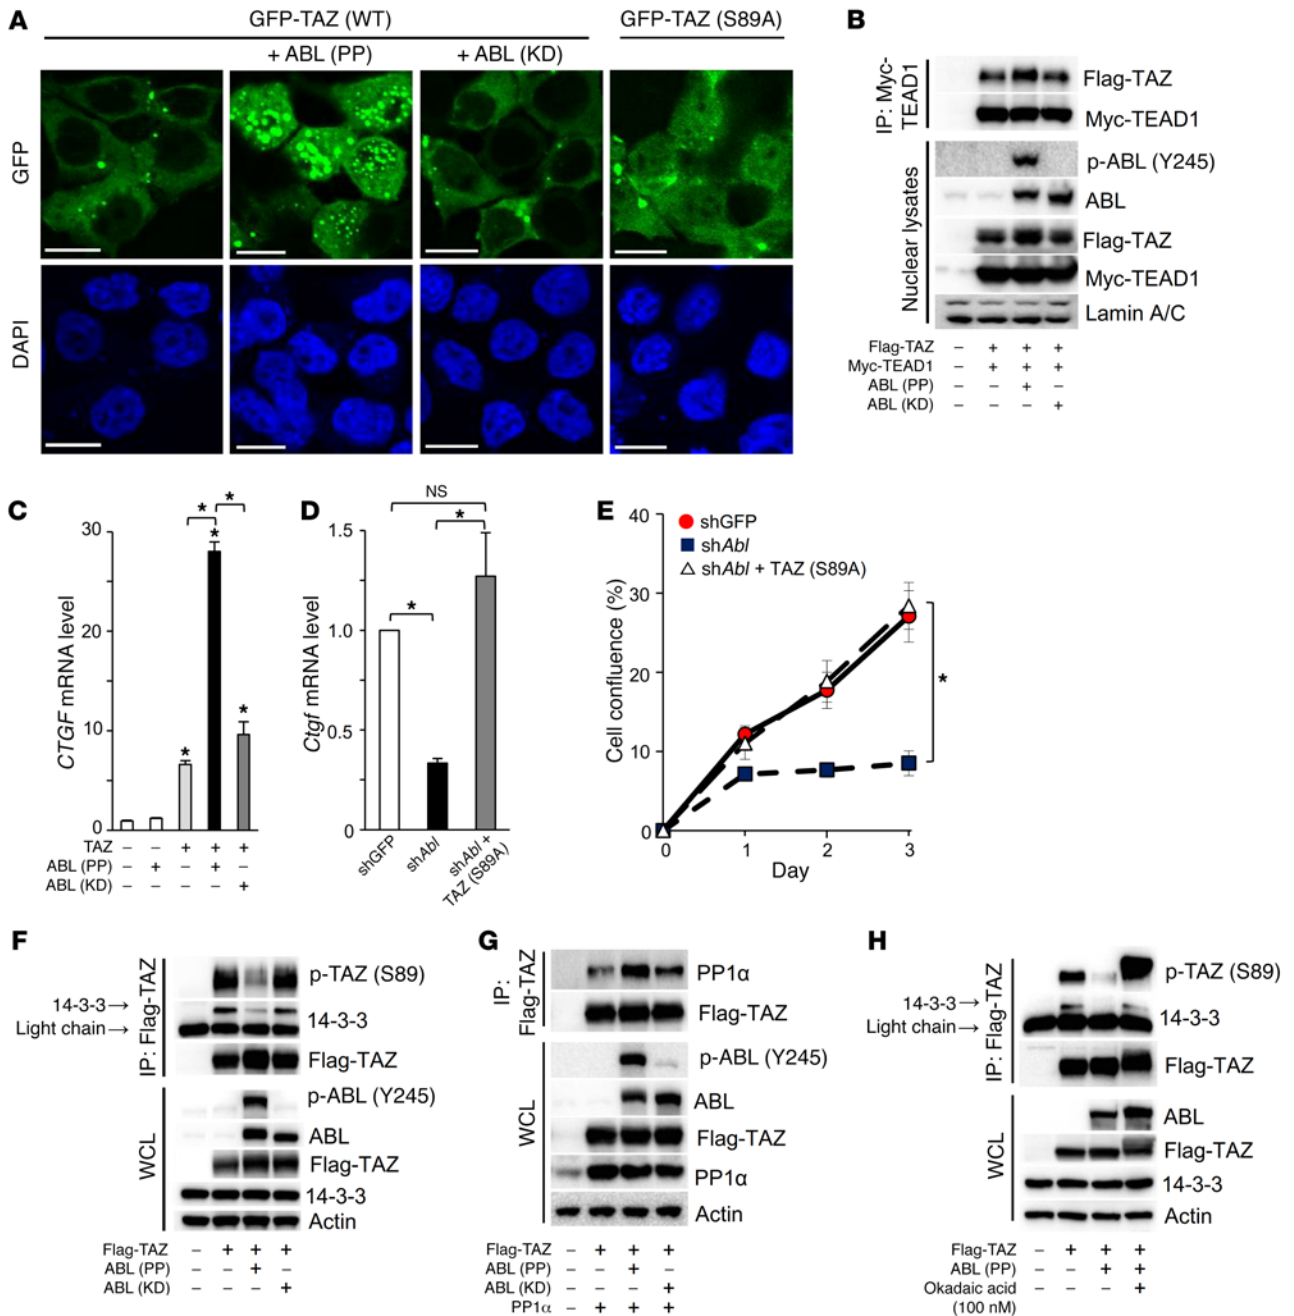 A
GFP-TAZ (WT)
GFP-TAZ (S89A)
+ ABL (PP)
+ ABL (KD)
GFP
DAPI
B
IP: Myc-TEAD1
Flag-TAZ
Myc-TEAD1
Nuclear lysates
p-ABL (Y245)
ABL
Flag-TAZ
Myc-TEAD1
Lamin A/C
Flag-TAZ – + + +
Myc-TEAD1 – + + +
ABL (PP) – – + –
ABL (KD) – – – +
C
CTGF mRNA level
30
20
10
0
* * * * *
TAZ – – + + +
ABL (PP) – + – + –
ABL (KD) – – – – +
D
Ctgf mRNA level
NS
*
*
1.5
1.0
0.5
0
shGFP
shAbl
shAbl + TAZ (S89A)
E
Cell confluence (%)
40
30
20
10
0
shGFP
shAbl
shAbl + TAZ (S89A)
*
0 1 2 3
Day
F
IP: Flag-TAZ
p-TAZ (S89)
14-3-3→
Light chain→
14-3-3
Flag-TAZ
WCL
p-ABL (Y245)
ABL
Flag-TAZ
14-3-3
Actin
Flag-TAZ – + + +
ABL (PP) – – + –
ABL (KD) – – – +
G
IP: Flag-TAZ
PP1α
Flag-TAZ
WCL
p-ABL (Y245)
ABL
Flag-TAZ
PP1α
Actin
Flag-TAZ – + + +
ABL (PP) – – + –
ABL (KD) – – – +
PP1α – + + +
H
IP: Flag-TAZ
p-TAZ (S89)
14-3-3→
Light chain→
14-3-3
Flag-TAZ
WCL
ABL
Flag-TAZ
14-3-3
Actin
Flag-TAZ – + + +
ABL (PP) – – + +
Okadaic acid – – – +
(100 nM)